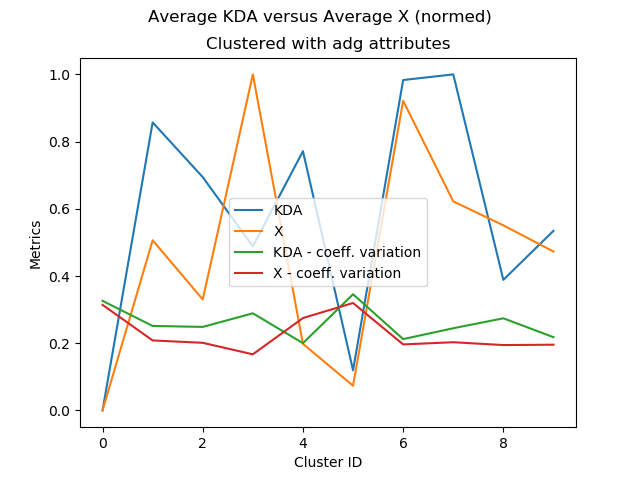 Average KDA versus Average X (normed)
Clustered with adg attributes
1.0
0.8
0.6
0.4
0.2
0.0
Metrics
KDA
X
KDA - coeff. variation
X - coeff. variation
0 2 4 6 8
Cluster ID